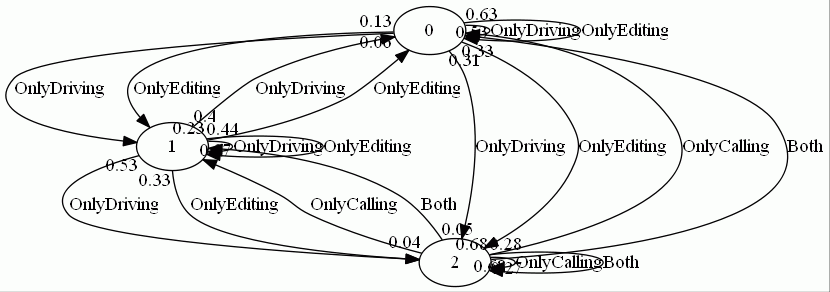 0.63
0.13
0
OnlyDriving OnlyEditing
0.06
0.33
0.31
OnlyDriving OnlyEditing OnlyDriving OnlyEditing
0.4
0.23 0.44
1
OnlyDriving OnlyEditing
OnlyDriving OnlyEditing OnlyCalling Both
0.53
0.33
OnlyDriving OnlyEditing OnlyCalling Both
0.05
0.04 0.68 0.28
2
OnlyCalling Both